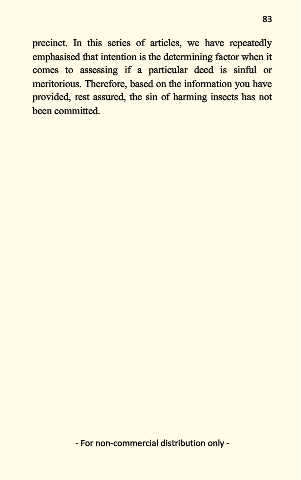 83
precinct. In this series of articles, we have repeatedly
emphasised that intention is the determining factor when it
comes to assessing if a particular deed is sinful or
meritorious. Therefore, based on the information you have
provided, rest assured, the sin of harming insects has not
been committed.
- For non-commercial distribution only -